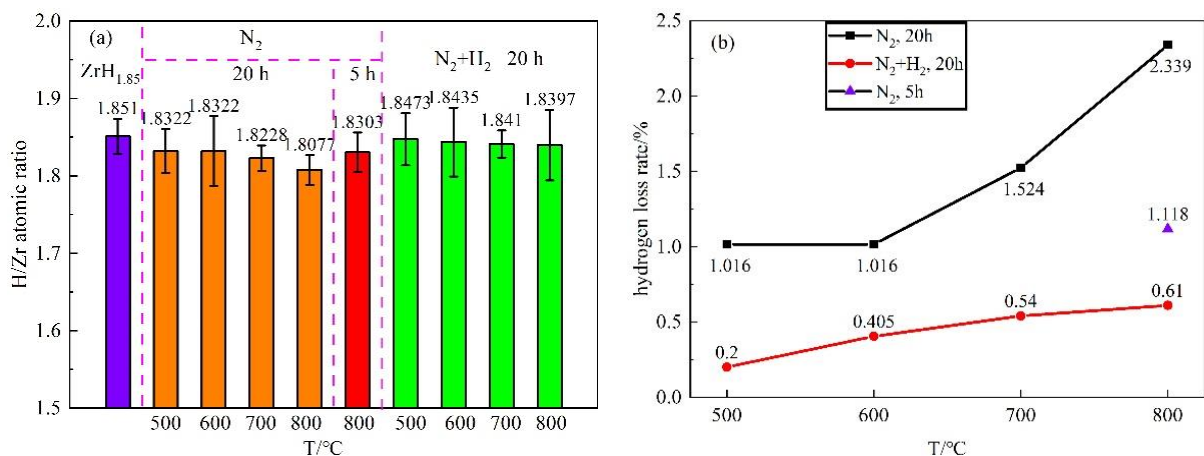 (a)
N2
N2+H2 20 h
20 h
5 h
ZrH1.85
1.851
1.8322
1.8322
1.8228
1.8077
1.8303
1.8473
1.8435
1.841
1.8397
2.0
1.9
1.8
1.7
1.6
1.5
H/Zr atomic ratio
500 600 700 800 800 500 600 700 800
T/°C
(b)
N2, 20h
N2+H2, 20h
N2, 5h
2.5
2.0
1.5
1.0
0.5
0.0
hydrogen loss rate/%
2.339
1.524
1.118
1.016
1.016
0.61
0.54
0.405
0.2
500 600 700 800
T/°C